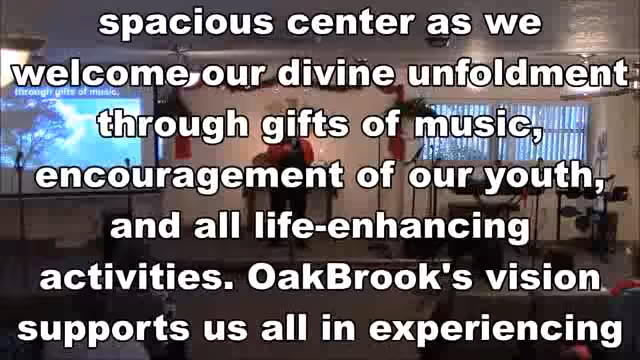 spacious center as we
welcome our divine unfoldment
through gifts of music,
through gifts of music,
encouragement of our youth,
and all life-enhancing
activities. OakBrook's vision
supports us all in experiencing